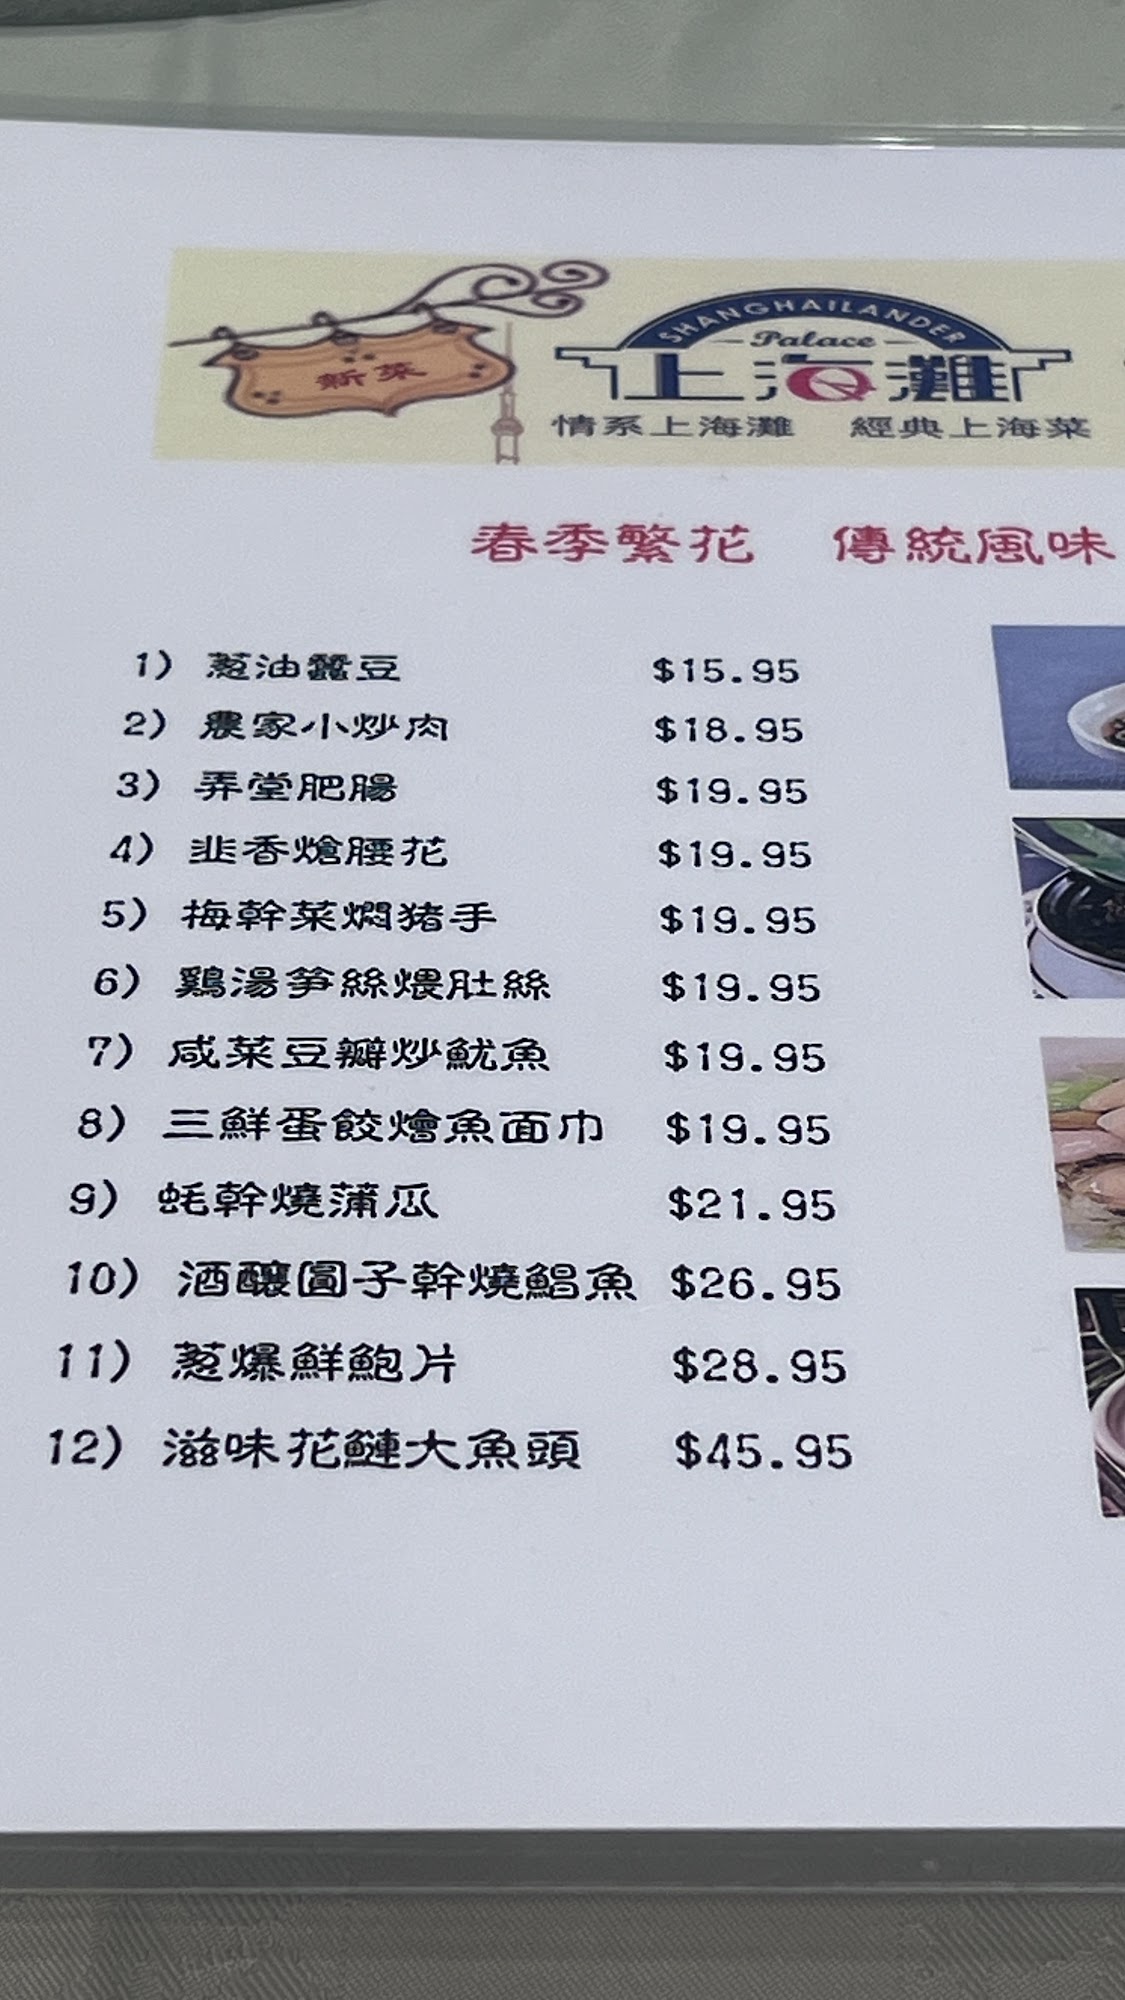 新菜
SHANGHAILANDER
Palace
上海灘
情系上海灘 經典上海菜
春季繁花 傳統風味
1) 葱油蠶豆 $15.95
2) 農家小炒肉 $18.95
3) 弄堂肥腸 $19.95
4) 韭香熗腰花 $19.95
5) 梅幹菜燜猪手 $19.95
6) 鷄湯笋絲煨肚絲 $19.95
7) 咸菜豆瓣炒魷魚 $19.95
8) 三鮮蛋餃燴魚面巾 $19.95
9) 蚝幹燒蒲瓜 $21.95
10) 酒釀圓子幹燒鯧魚 $26.95
11) 葱爆鮮鮑片 $28.95
12) 滋味花鰱大魚頭 $45.95